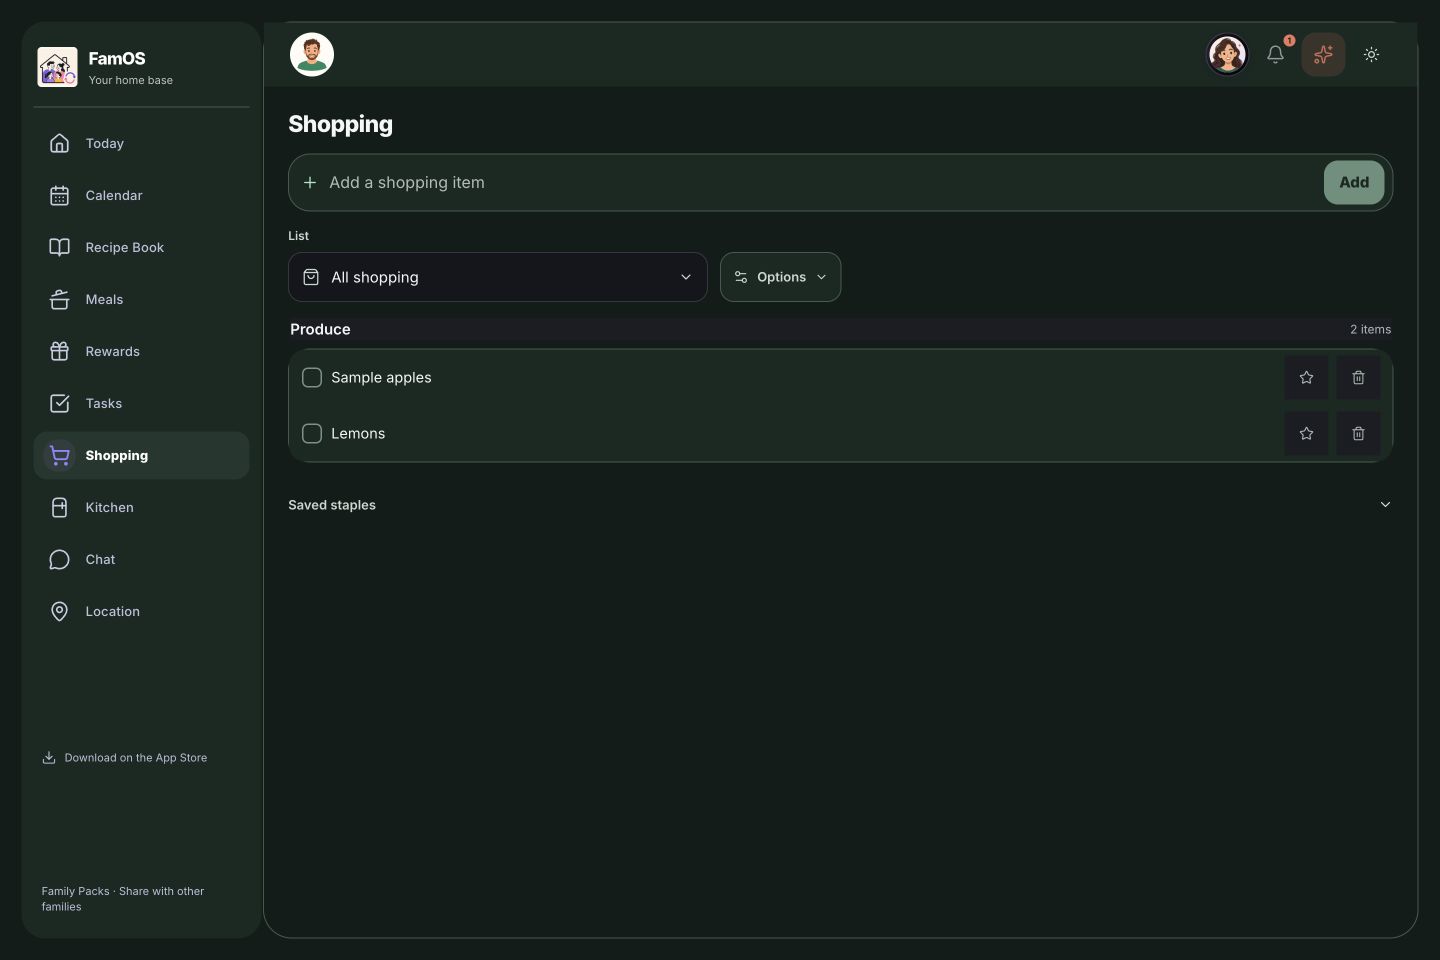 FamOS
Your home base
Today
Calendar
Recipe Book
Meals
Rewards
Tasks
Shopping
Kitchen
Chat
Location
Download on the App Store
Family Packs · Share with other
families
1
Shopping
Add a shopping item
Add
List
All shopping
Options
Produce
2 items
Sample apples
Lemons
Saved staples